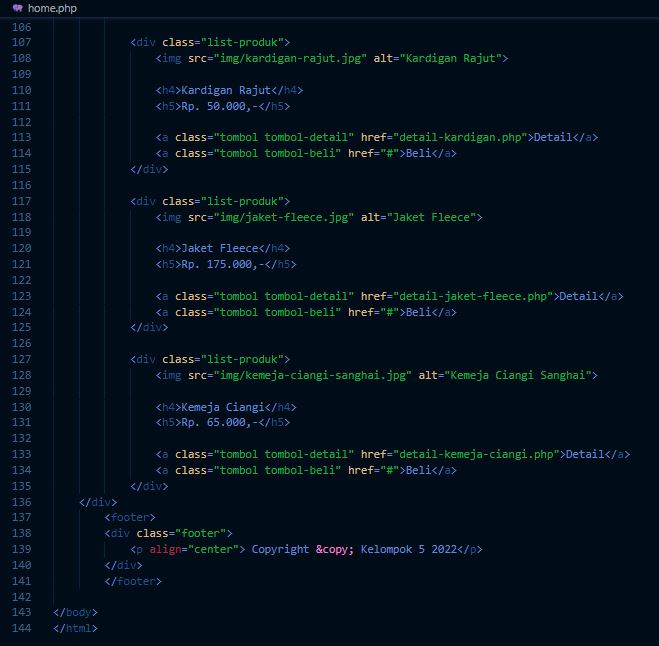 home.php
106
107 <div class="list-produk">
108 <img src="img/kardigan-rajut.jpg" alt="Kardigan Rajut">
109
110 <h4>Kardigan Rajut</h4>
111 <h5>Rp. 50.000,-</h5>
112
113 <a class="tombol tombol-detail" href="detail-kardigan.php">Detail</a>
114 <a class="tombol tombol-beli" href="#">Beli</a>
115 </div>
116
117 <div class="list-produk">
118 <img src="img/jaket-fleece.jpg" alt="Jaket Fleece">
119
120 <h4>Jaket Fleece</h4>
121 <h5>Rp. 175.000,-</h5>
122
123 <a class="tombol tombol-detail" href="detail-jaket-fleece.php">Detail</a>
124 <a class="tombol tombol-beli" href="#">Beli</a>
125 </div>
126
127 <div class="list-produk">
128 <img src="img/kemeja-ciangi-sanghai.jpg" alt="Kemeja Ciangi Sanghai">
129
130 <h4>Kemeja Ciangi</h4>
131 <h5>Rp. 65.000,-</h5>
132
133 <a class="tombol tombol-detail" href="detail-kemeja-ciangi.php">Detail</a>
134 <a class="tombol tombol-beli" href="#">Beli</a>
135 </div>
136 </div>
137 <footer>
138 <div class="footer">
139 <p align="center"> Copyright &copy; Kelompok 5 2022</p>
140 </div>
141 </footer>
142
143 </body>
144 </html>